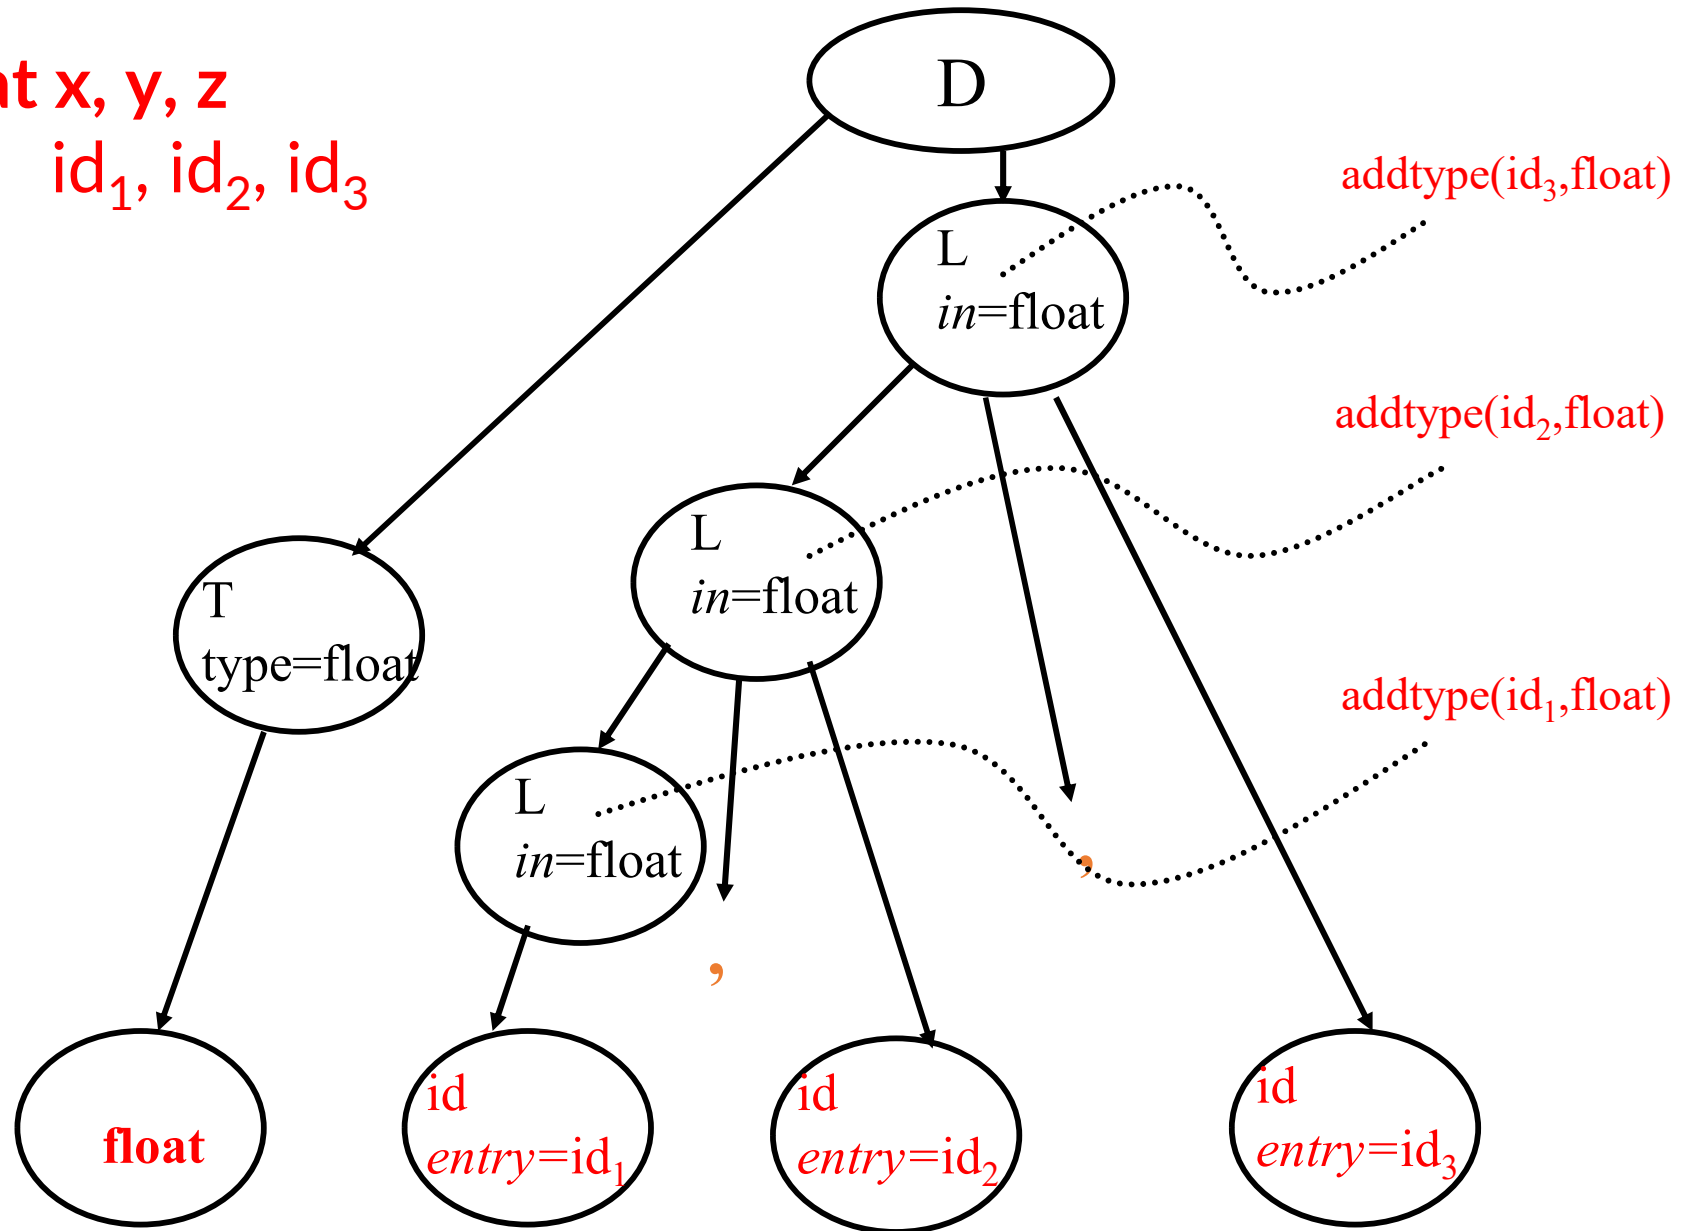 at x, y, z
id₁, id₂, id₃
D
addtype(id₃,float)
L
in=float
addtype(id₂,float)
L
in=float
T
type=float
addtype(id₁,float)
L
in=float
,
,
float
id
entry=id₁
id
entry=id₂
id
entry=id₃